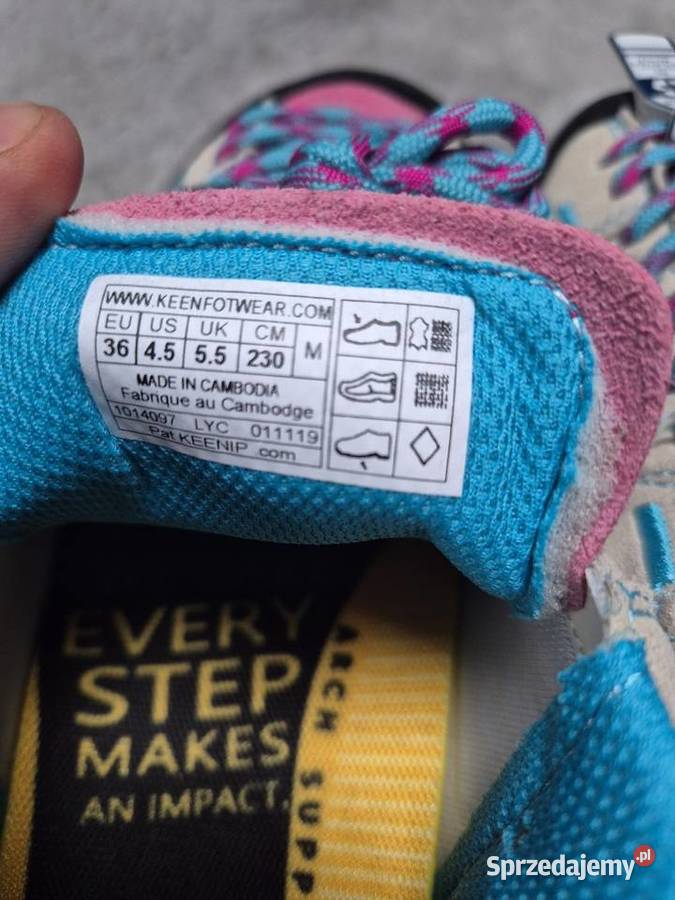 WWW.KEENFOTWEAR.COM
EU US UK CM M
36 4.5 5.5 230
MADE IN CAMBODIA
Fabrique au Cambodge
1014097 LYC 011119
Pat.KEENIP .com
EVERY
STEP
MAKES
AN IMPACT.
ARCH SUPP
Sprzedajemy.pl